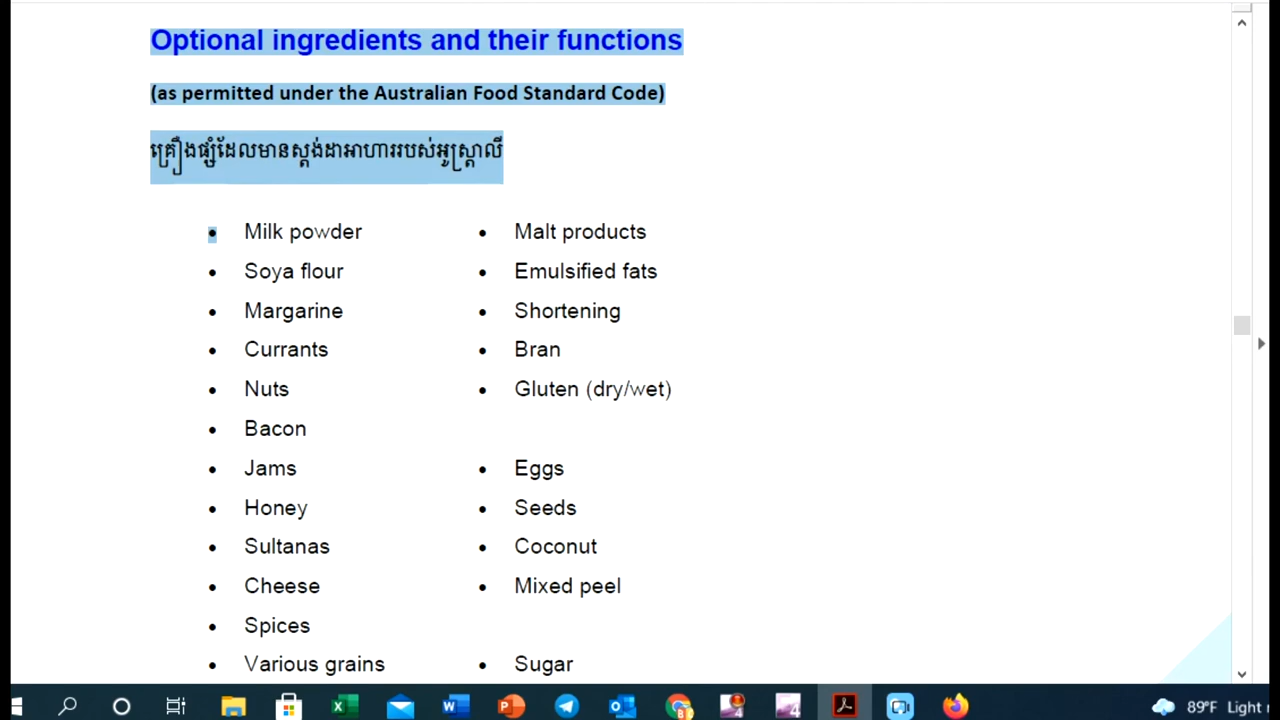 Optional ingredients and their functions
(as permitted under the Australian Food Standard Code)
គ្រឿងផ្សំដែលមានស្តង់ដាអាហាររបស់អូស្ត្រាលី
• Milk powder • Malt products
• Soya flour • Emulsified fats
• Margarine • Shortening
• Currants • Bran
• Nuts • Gluten (dry/wet)
• Bacon
• Jams • Eggs
• Honey • Seeds
• Sultanas • Coconut
• Cheese • Mixed peel
• Spices
• Various grains • Sugar
89°F Light